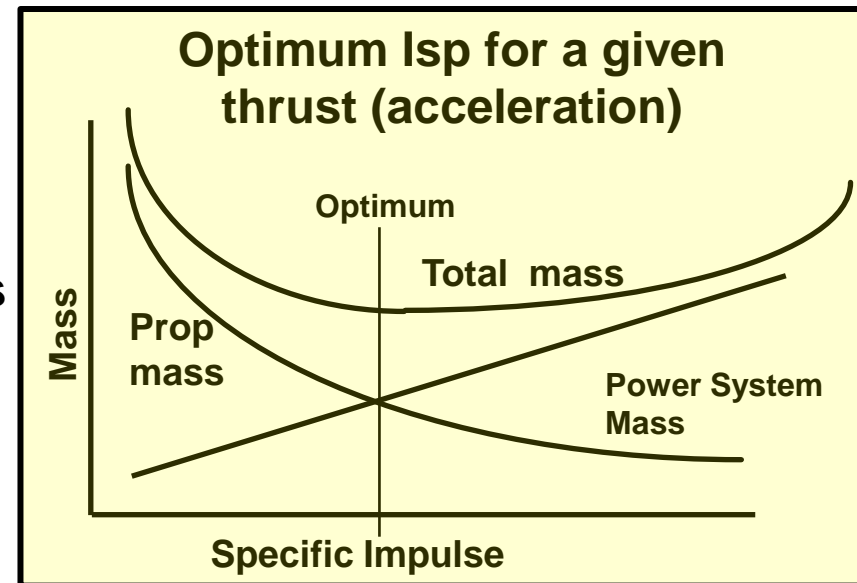 Optimum Isp for a given
thrust (acceleration)
Optimum
Total mass
s
Prop
mass
Mass
Power System
Mass
Specific Impulse